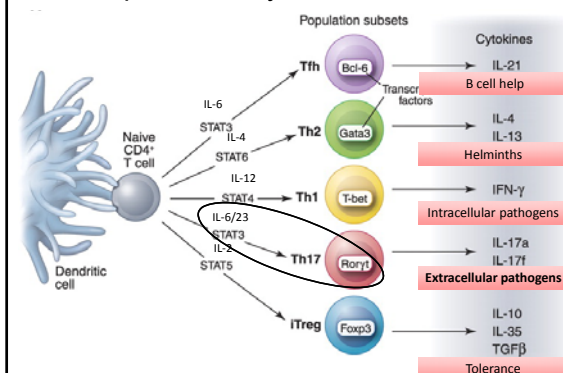 Population subsets
Cytokines
Tfh
Bcl-6
IL-21
B cell help
Transcr
factors
IL-6
STAT3
Naive
CD4+
T cell
IL-4
STAT6
Th2
Gata3
IL-4
IL-13
Helminths
IL-12
STAT4
Th1
T-bet
IFN-γ
Intracellular pathogens
IL-6/23
STAT3
Th17
Rorγt
IL-17a
IL-17f
Extracellular pathogens
IL-2
STAT5
Dendritic
cell
iTreg
Foxp3
IL-10
IL-35
TGFβ
Tolerance